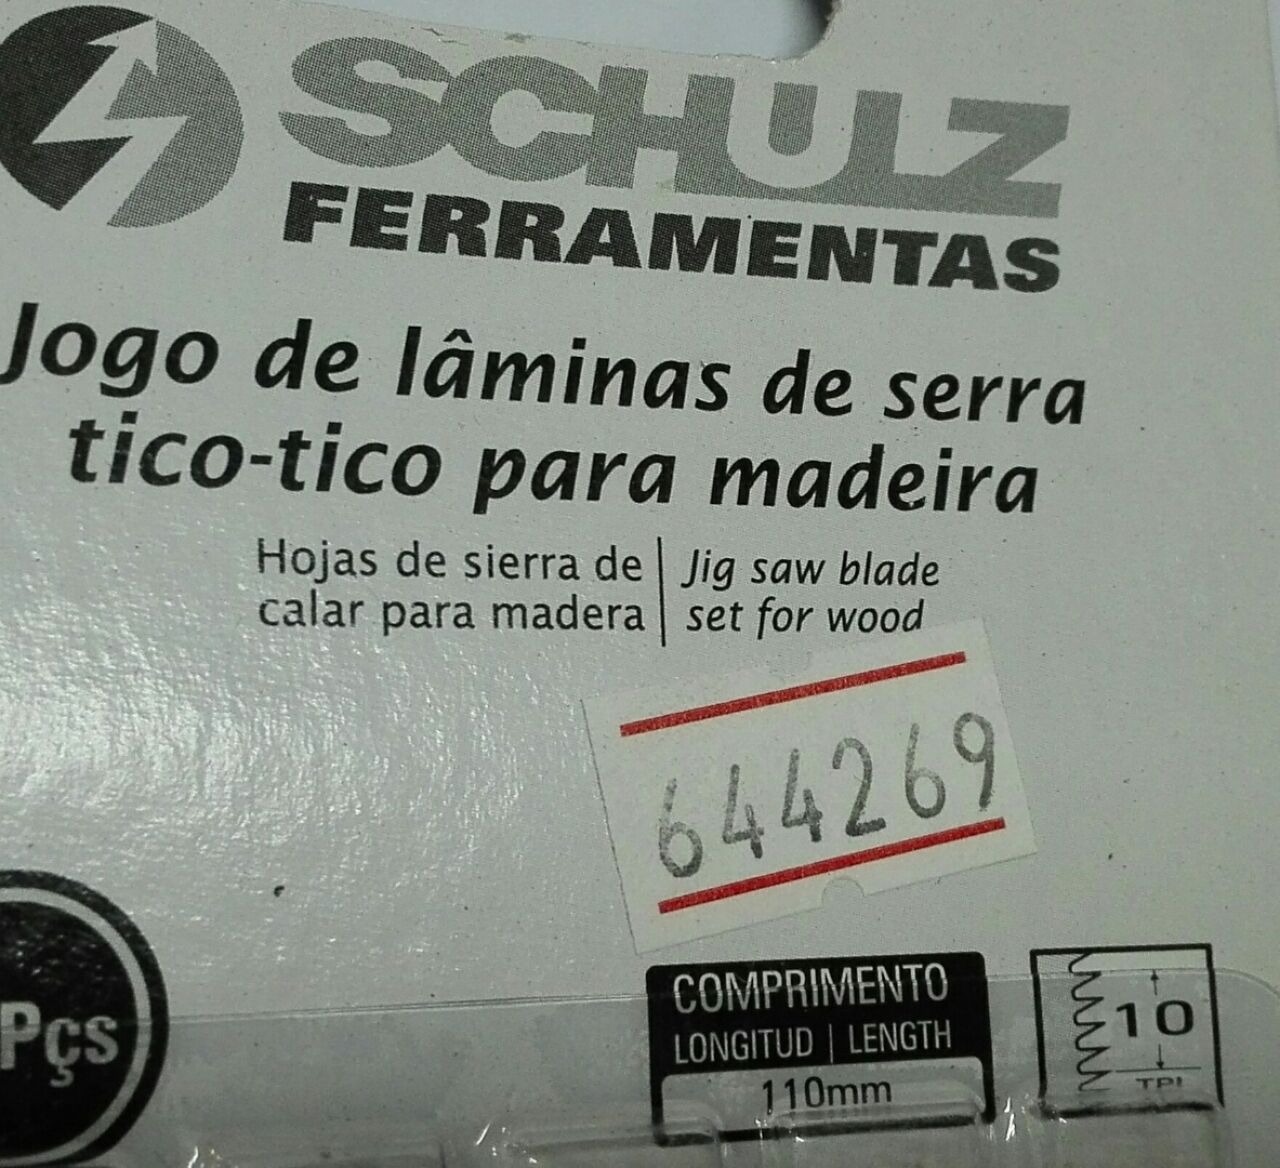 SCHULZ
FERRAMENTAS
Jogo de lâminas de serra
tico-tico para madeira
Hojas de sierra de
calar para madera
Jig saw blade
set for wood
644269
Pçs
COMPRIMENTO
LONGITUD | LENGTH
110mm
10
TPI